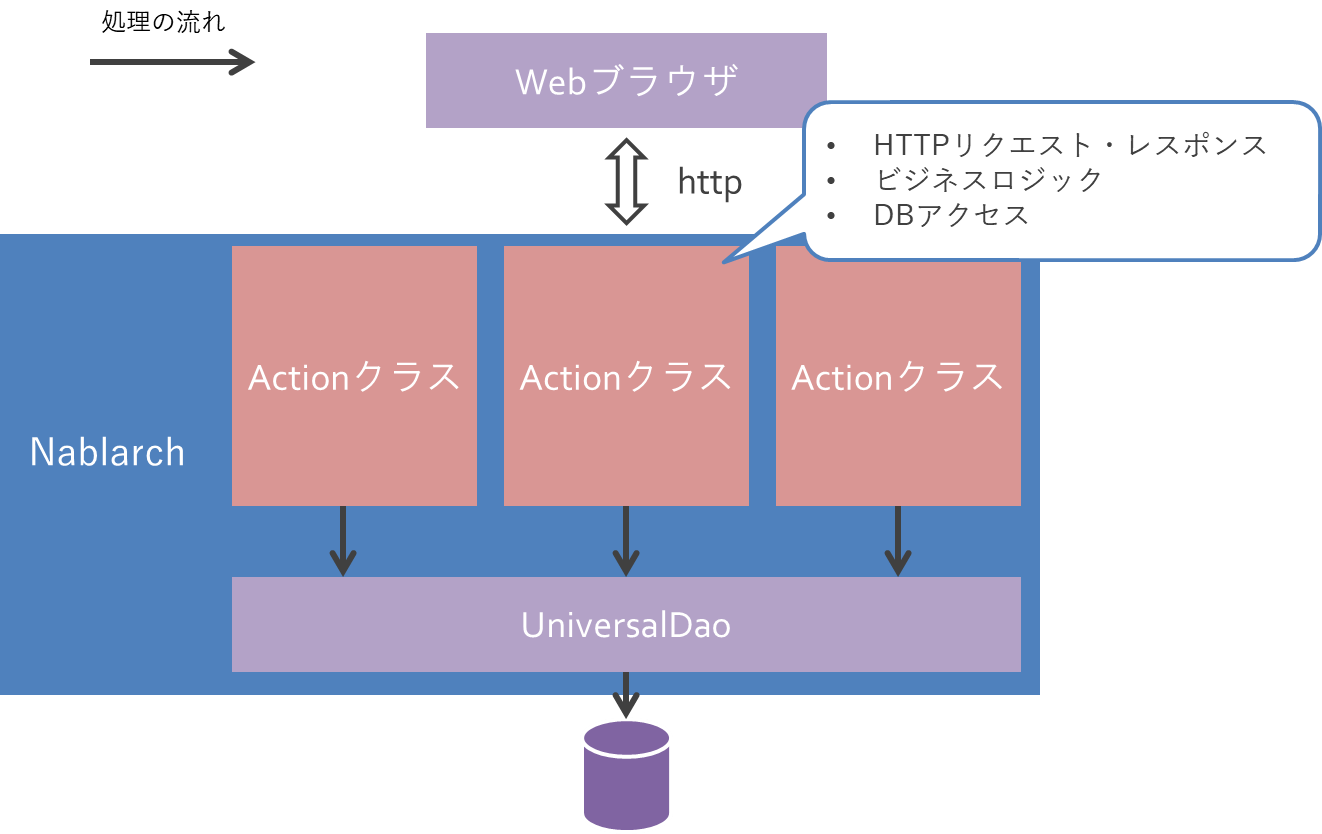 処理の流れ
Webブラウザ
http
• HTTPリクエスト・レスポンス
• ビジネスロジック
• DBアクセス
Actionクラス
Actionクラス
Actionクラス
Nablarch
UniversalDao